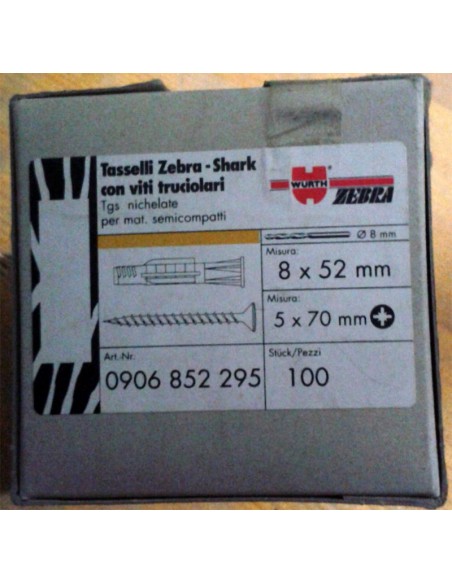 Tasselli Zebra - Shark
con viti truciolari
Tgs nichelate
per mat. semicompatti
WÜRTH
ZEBRA
Ø 8 mm
Misura:
8 x 52 mm
Misura:
5 x 70 mm
Art.-Nr.
0906 852 295
Stück/Pezzi
100